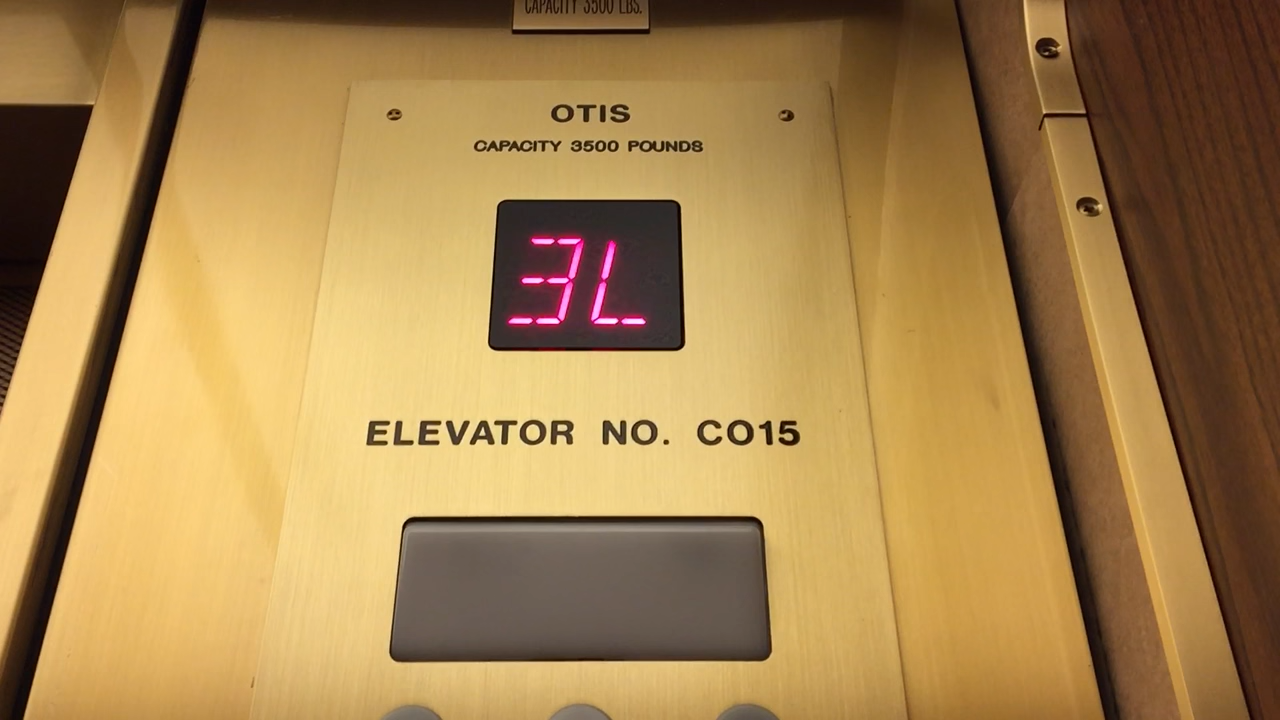 CAPACITY 3500 LBS.
OTIS
CAPACITY 3500 POUNDS
3L
ELEVATOR NO. CO15